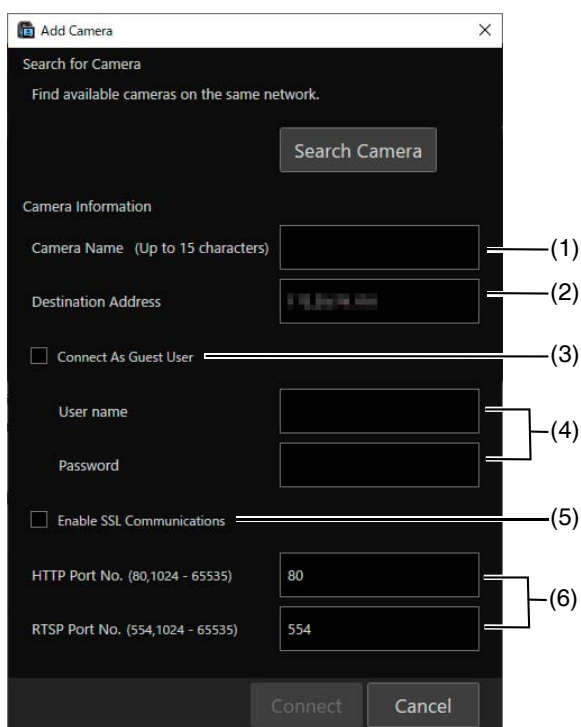 Add Camera
Search for Camera
Find available cameras on the same network.
Search Camera
Camera Information
Camera Name (Up to 15 characters)
(1)
Destination Address
(2)
Connect As Guest User
(3)
User name
(4)
Password
Enable SSL Communications
(5)
HTTP Port No. (80,1024 - 65535) 80
(6)
RTSP Port No. (554,1024 - 65535) 554
Connect Cancel